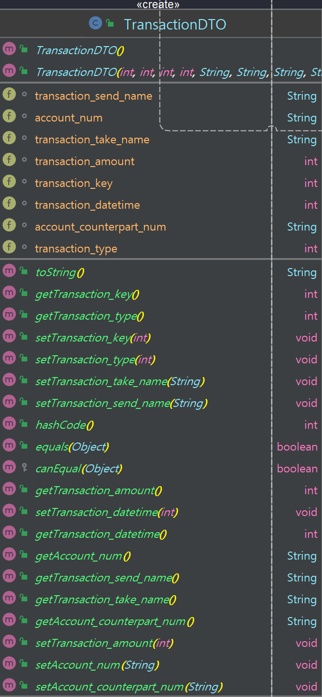 «create»
TransactionDTO
TransactionDTO()
TransactionDTO(int, int, int, int, String, String, String, St
transaction_send_name String
account_num String
transaction_take_name String
transaction_amount int
transaction_key int
transaction_datetime int
account_counterpart_num String
transaction_type int
toString() String
getTransaction_key() int
getTransaction_type() int
setTransaction_key(int) void
setTransaction_type(int) void
setTransaction_take_name(String) void
setTransaction_send_name(String) void
hashCode() int
equals(Object) boolean
canEqual(Object) boolean
getTransaction_amount() int
setTransaction_datetime(int) void
getTransaction_datetime() int
getAccount_num() String
getTransaction_send_name() String
getTransaction_take_name() String
getAccount_counterpart_num() String
setTransaction_amount(int) void
setAccount_num(String) void
setAccount_counterpart_num(String) void